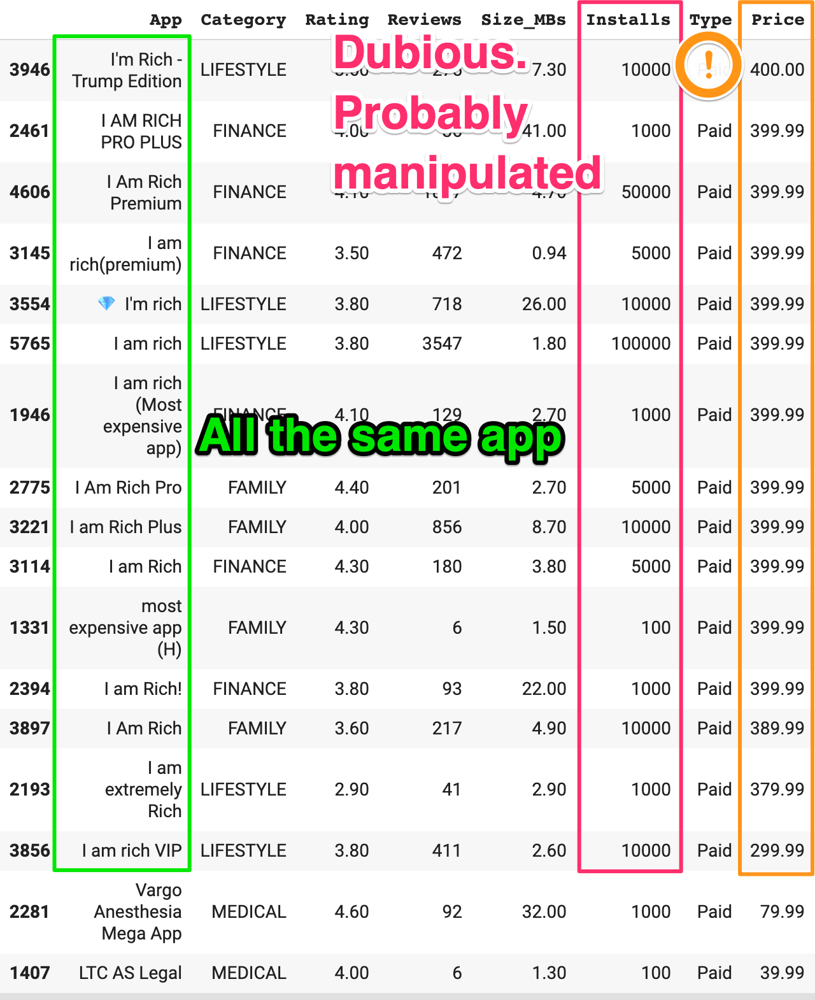 App Category Rating Reviews Size_MBs Installs Type Price
3946 I'm Rich - Trump Edition LIFESTYLE 7.30 10000 400.00
Dubious.
Probably
manipulated
2461 I AM RICH PRO PLUS FINANCE 4.00 41.00 1000 Paid 399.99
4606 I Am Rich Premium FINANCE 4.10 4.70 50000 Paid 399.99
3145 I am rich(premium) FINANCE 3.50 472 0.94 5000 Paid 399.99
3554 💎 I'm rich LIFESTYLE 3.80 718 26.00 10000 Paid 399.99
5765 I am rich LIFESTYLE 3.80 3547 1.80 100000 Paid 399.99
1946 I am rich (Most expensive app) FINANCE 4.10 129 2.70 1000 Paid 399.99
All the same app
2775 I Am Rich Pro FAMILY 4.40 201 2.70 5000 Paid 399.99
3221 I am Rich Plus FAMILY 4.00 856 8.70 10000 Paid 399.99
3114 I am Rich FINANCE 4.30 180 3.80 5000 Paid 399.99
1331 most expensive app (H) FAMILY 4.30 6 1.50 100 Paid 399.99
2394 I am Rich! FINANCE 3.80 93 22.00 1000 Paid 399.99
3897 I Am Rich FAMILY 3.60 217 4.90 10000 Paid 389.99
2193 I am extremely Rich LIFESTYLE 2.90 41 2.90 1000 Paid 379.99
3856 I am rich VIP LIFESTYLE 3.80 411 2.60 10000 Paid 299.99
2281 Vargo Anesthesia Mega App MEDICAL 4.60 92 32.00 1000 Paid 79.99
1407 LTC AS Legal MEDICAL 4.00 6 1.30 100 Paid 39.99